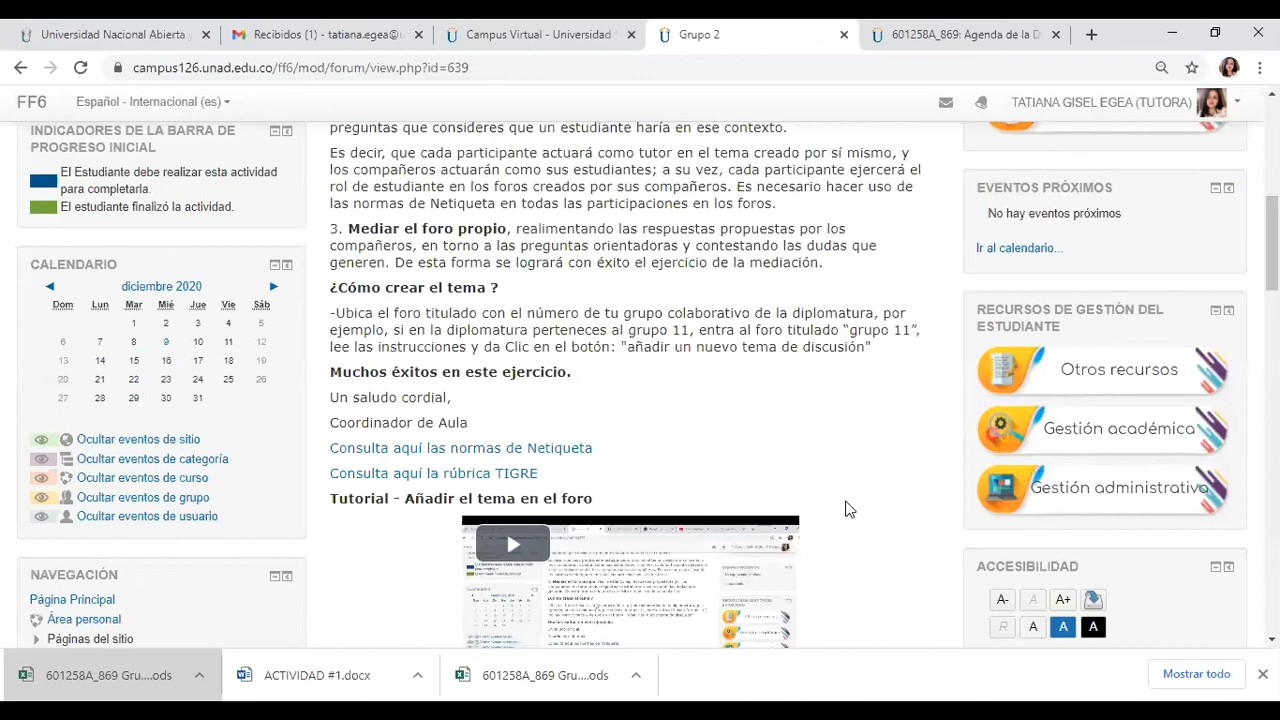 Universidad Nacional Abierta y
Recibidos (1) - tatiana.egea@u
Campus Virtual - Universidad
Grupo 2
601258A_869: Agenda de la D
campus126.unad.edu.co/ff6/mod/forum/view.php?id=639
FF6
Español - Internacional (es)
TATIANA GISEL EGEA (TUTORA)
INDICADORES DE LA BARRA DE
PROGRESO INICIAL
El Estudiante debe realizar esta actividad
para completarla.
El estudiante finalizó la actividad.
CALENDARIO
diciembre 2020
Dom Lun Mar Mié Jue Vie Sáb
1 2 3 4 5
6 7 8 9 10 11 12
13 14 15 16 17 18 19
20 21 22 23 24 25 26
27 28 29 30 31
Ocultar eventos de sitio
Ocultar eventos de categoría
Ocultar eventos de curso
Ocultar eventos de grupo
Ocultar eventos de usuario
NAVEGACIÓN
Página Principal
Área personal
Páginas del sitio
preguntas que consideres que un estudiante haría en ese contexto.
Es decir, que cada participante actuará como tutor en el tema creado por sí mismo, y
los compañeros actuarán como sus estudiantes; a su vez, cada participante ejercerá el
rol de estudiante en los foros creados por sus compañeros. Es necesario hacer uso de
las normas de Netiqueta en todas las participaciones en los foros.
3. Mediar el foro propio, realimentando las respuestas propuestas por los
compañeros, en torno a las preguntas orientadoras y contestando las dudas que
generen. De esta forma se logrará con éxito el ejercicio de la mediación.
¿Cómo crear el tema ?
-Ubica el foro titulado con el número de tu grupo colaborativo de la diplomatura, por
ejemplo, si en la diplomatura perteneces al grupo 11, entra al foro titulado “grupo 11”,
lee las instrucciones y da Clic en el botón: "añadir un nuevo tema de discusión"
Muchos éxitos en este ejercicio.
Un saludo cordial,
Coordinador de Aula
Consulta aquí las normas de Netiqueta
Consulta aquí la rúbrica TIGRE
Tutorial - Añadir el tema en el foro
EVENTOS PRÓXIMOS
No hay eventos próximos
Ir al calendario...
RECURSOS DE GESTIÓN DEL
ESTUDIANTE
Otros recursos
Gestión académica
Gestión administrativa
ACCESIBILIDAD
A- A A+
R A A A
601258A_869 Gru....ods
ACTIVIDAD #1.docx
601258A_869 Gru....ods
Mostrar todo